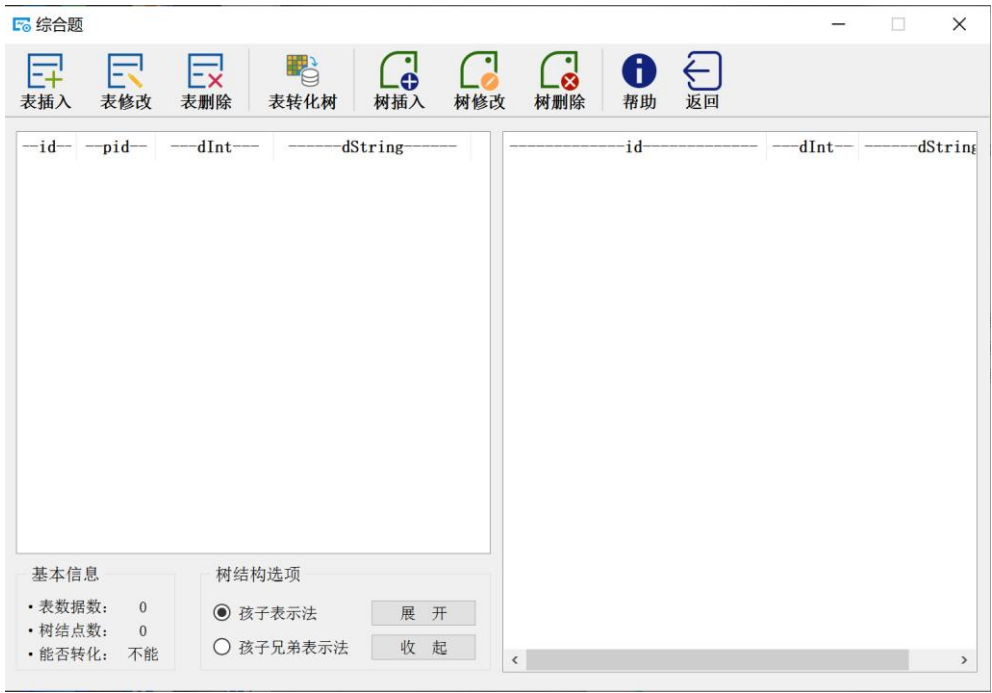 综合题
表插入 表修改 表删除 表转化树 树插入 树修改 树删除 帮助 返回
--id-- --pid-- ---dInt--- ------dString------
-------------id------------- ---dInt-- ------dString
基本信息
·表数据数: 0
·树结点数: 0
·能否转化: 不能
树结构选项
孩子表示法 展 开
孩子兄弟表示法 收 起